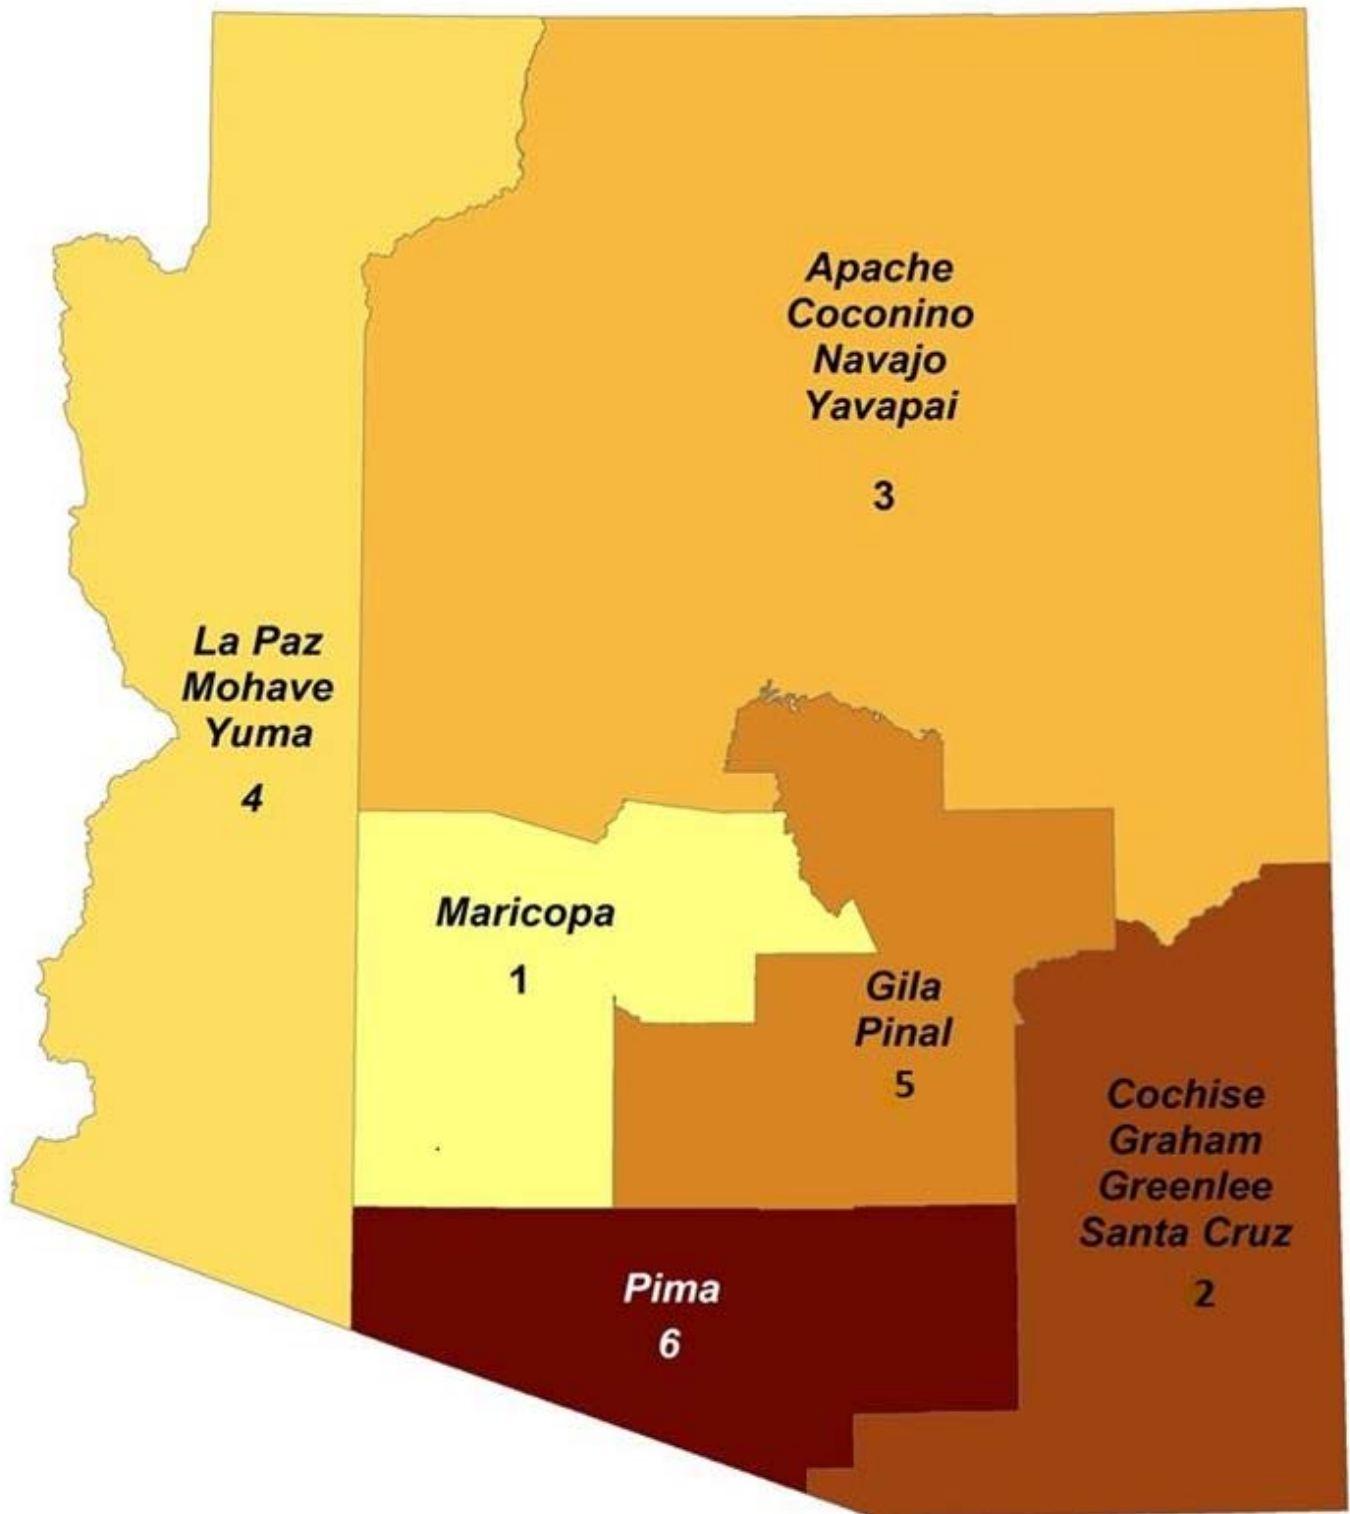 Apache
Coconino
Navajo
Yavapai
3
La Paz
Mohave
Yuma
4
Maricopa
1
Gila
Pinal
5
Cochise
Graham
Greenlee
Santa Cruz
2
Pima
6